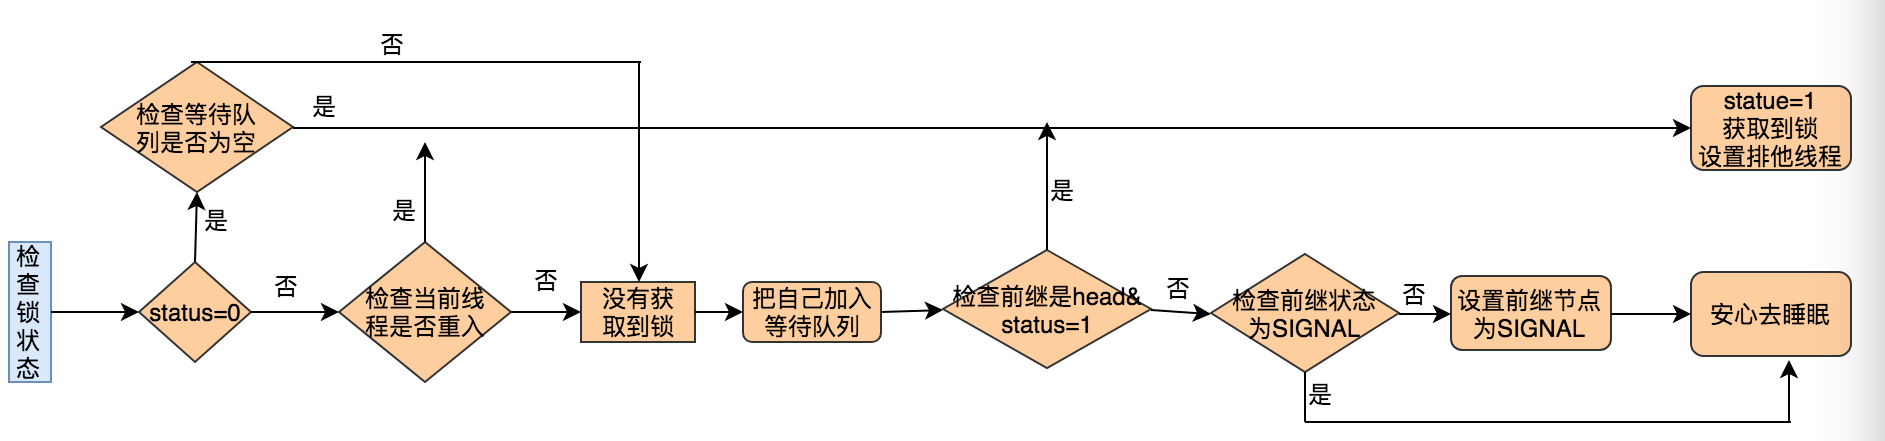 否
检查等待队
列是否为空
是
statue=1
获取到锁
设置排他线程
是
是
是
检
查
锁
状
态
status=0
否
检查当前线
程是否重入
否
没有获
取到锁
把自己加入
等待队列
检查前继是head&
status=1
否
检查前继状态
为SIGNAL
否
设置前继节点
为SIGNAL
安心去睡眠
是